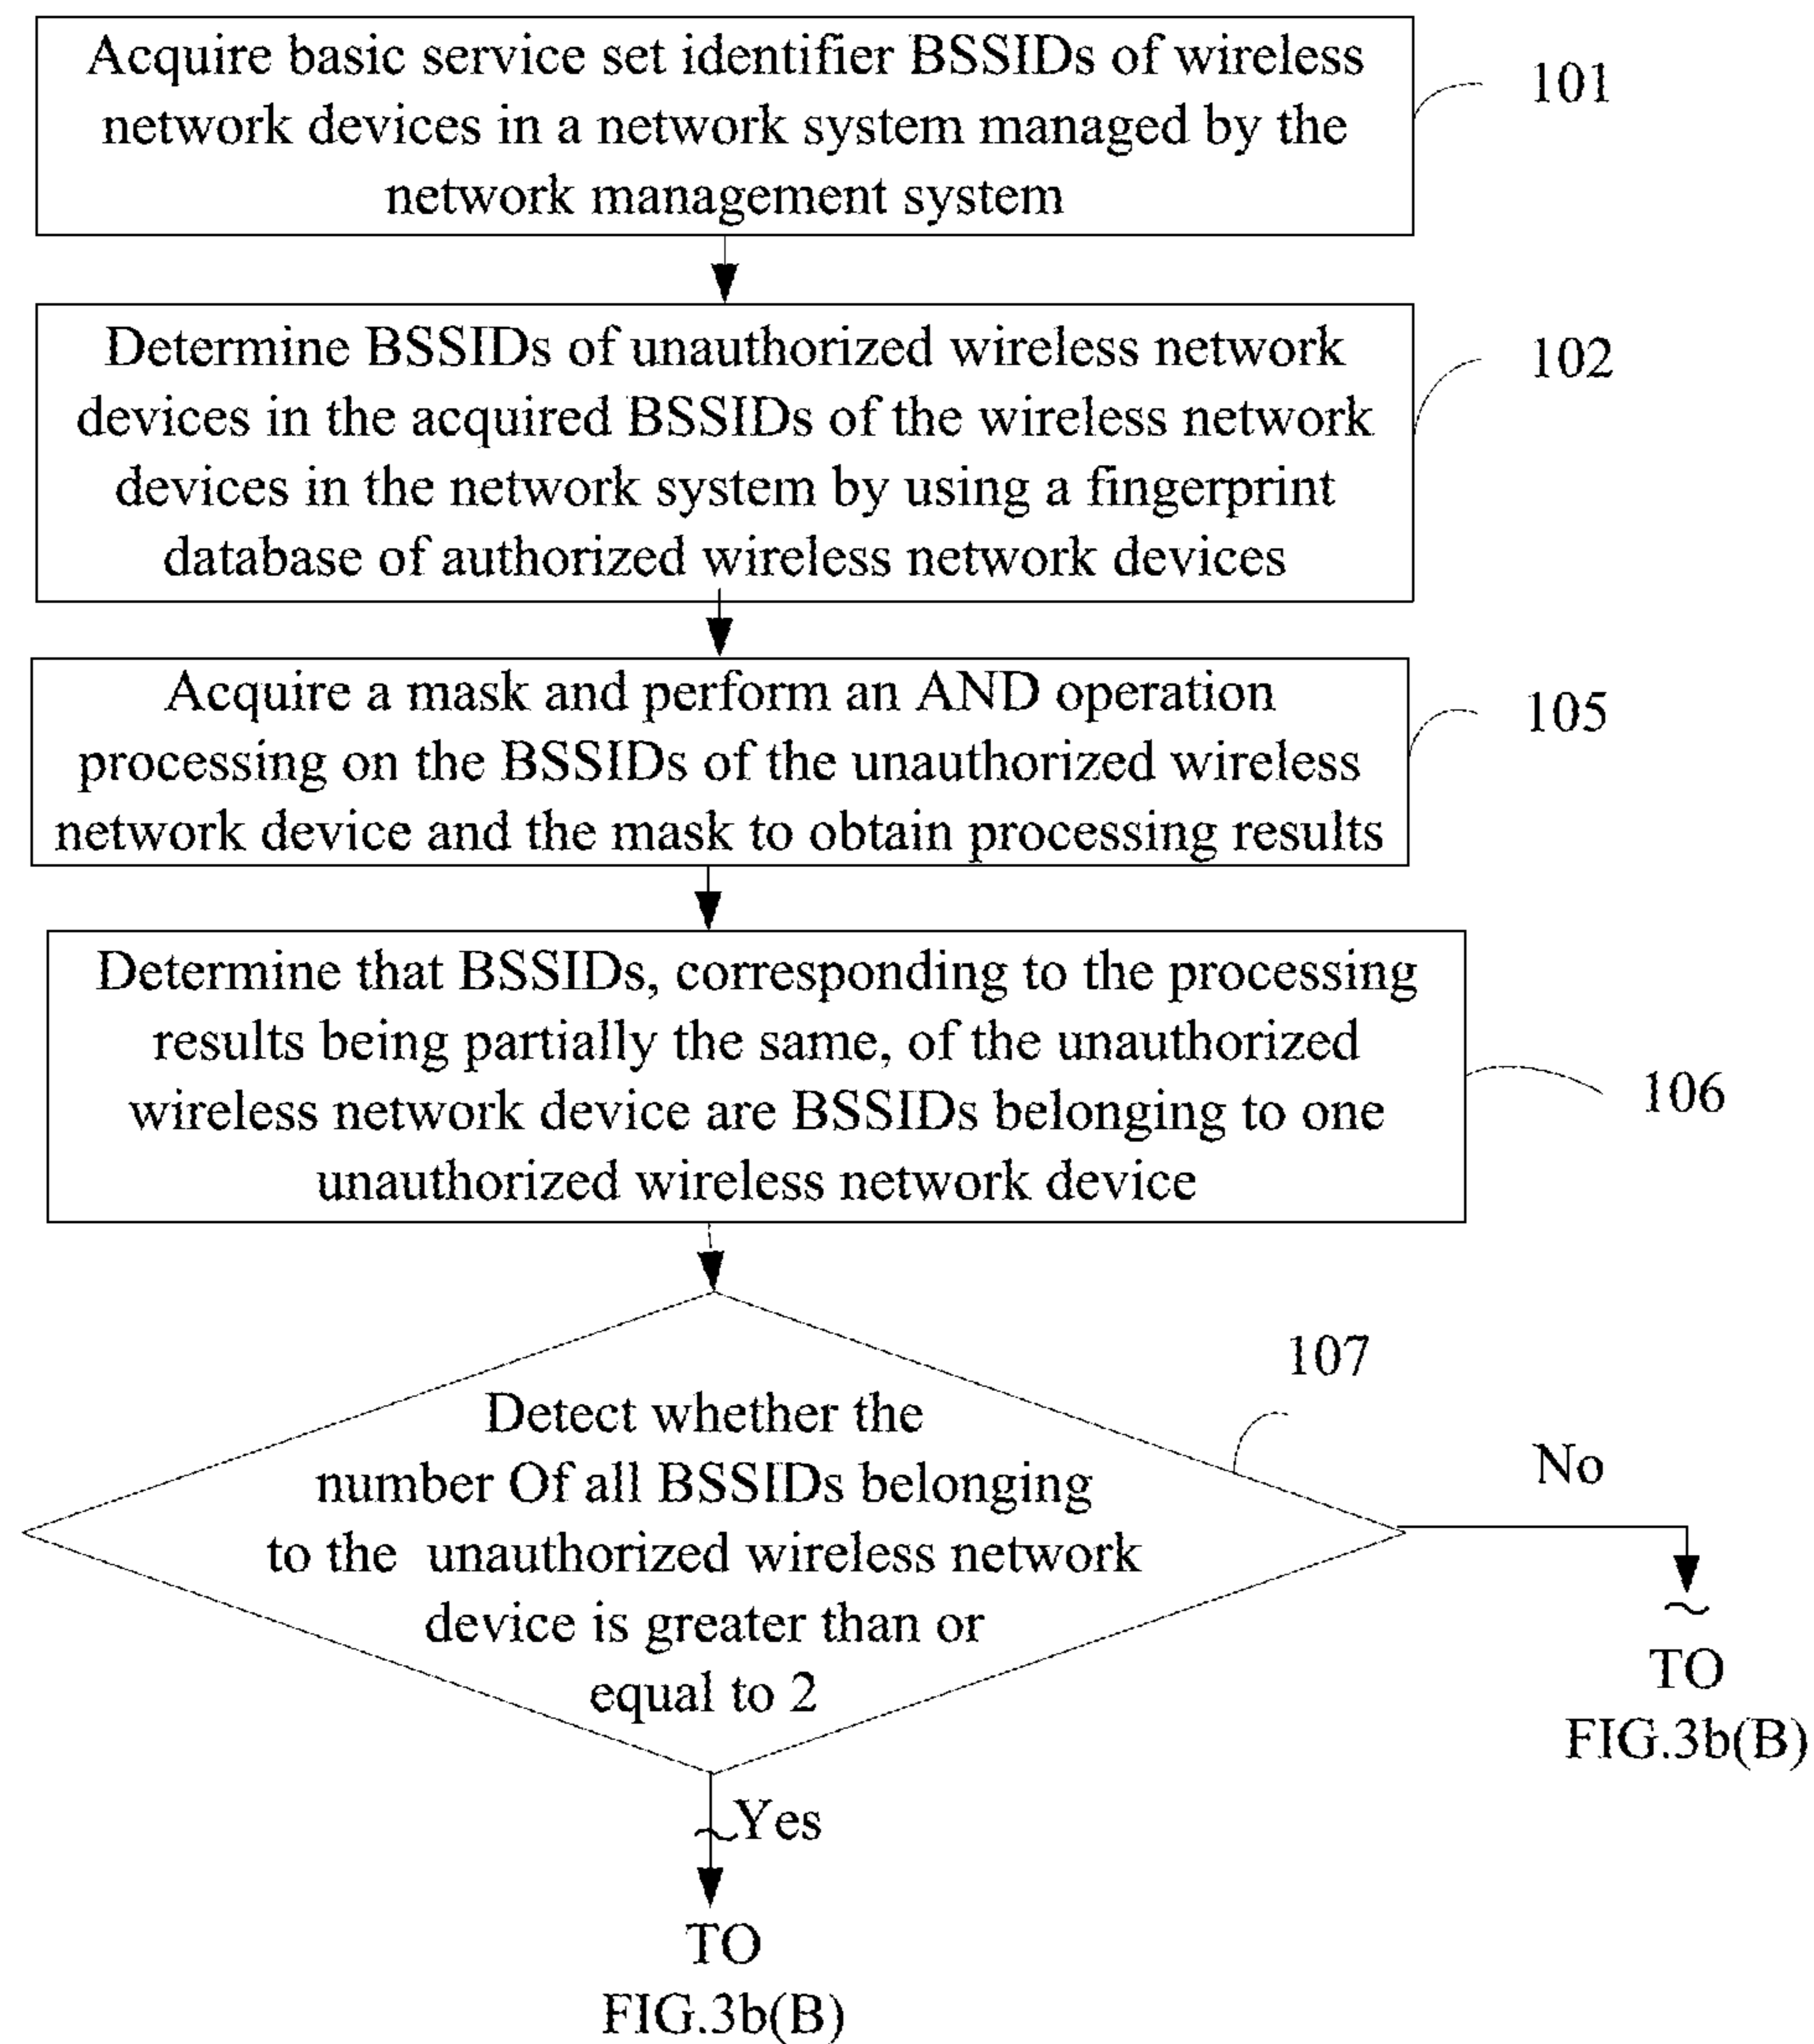 Acquire basic service set identifier BSSIDs of wireless
network devices in a network system managed by the
network management system
101
Determine BSSIDs of unauthorized wireless network
devices in the acquired BSSIDs of the wireless network
devices in the network system by using a fingerprint
database of authorized wireless network devices
102
Acquire a mask and perform an AND operation
processing on the BSSIDs of the unauthorized wireless
network device and the mask to obtain processing results
105
Determine that BSSIDs, corresponding to the processing
results being partially the same, of the unauthorized
wireless network device are BSSIDs belonging to one
unauthorized wireless network device
106
107
Detect whether the
number Of all BSSIDs belonging
to the unauthorized wireless network
device is greater than or
equal to 2
No
TO
FIG.3b(B)
Yes
TO
FIG.3b(B)